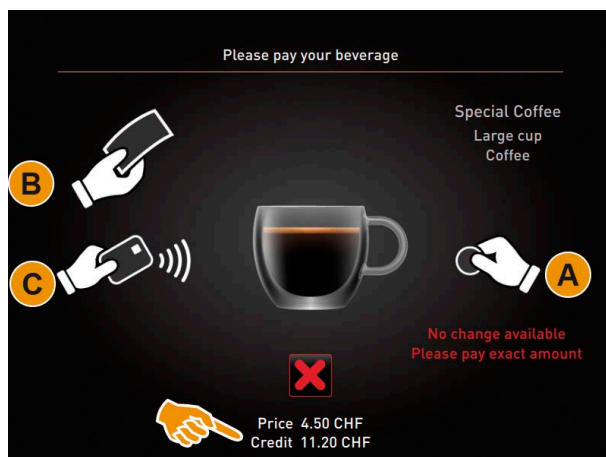 Please pay your beverage
Special Coffee
Large cup
Coffee
B
C
A
No change available
Please pay exact amount
Price 4.50 CHF
Credit 11.20 CHF